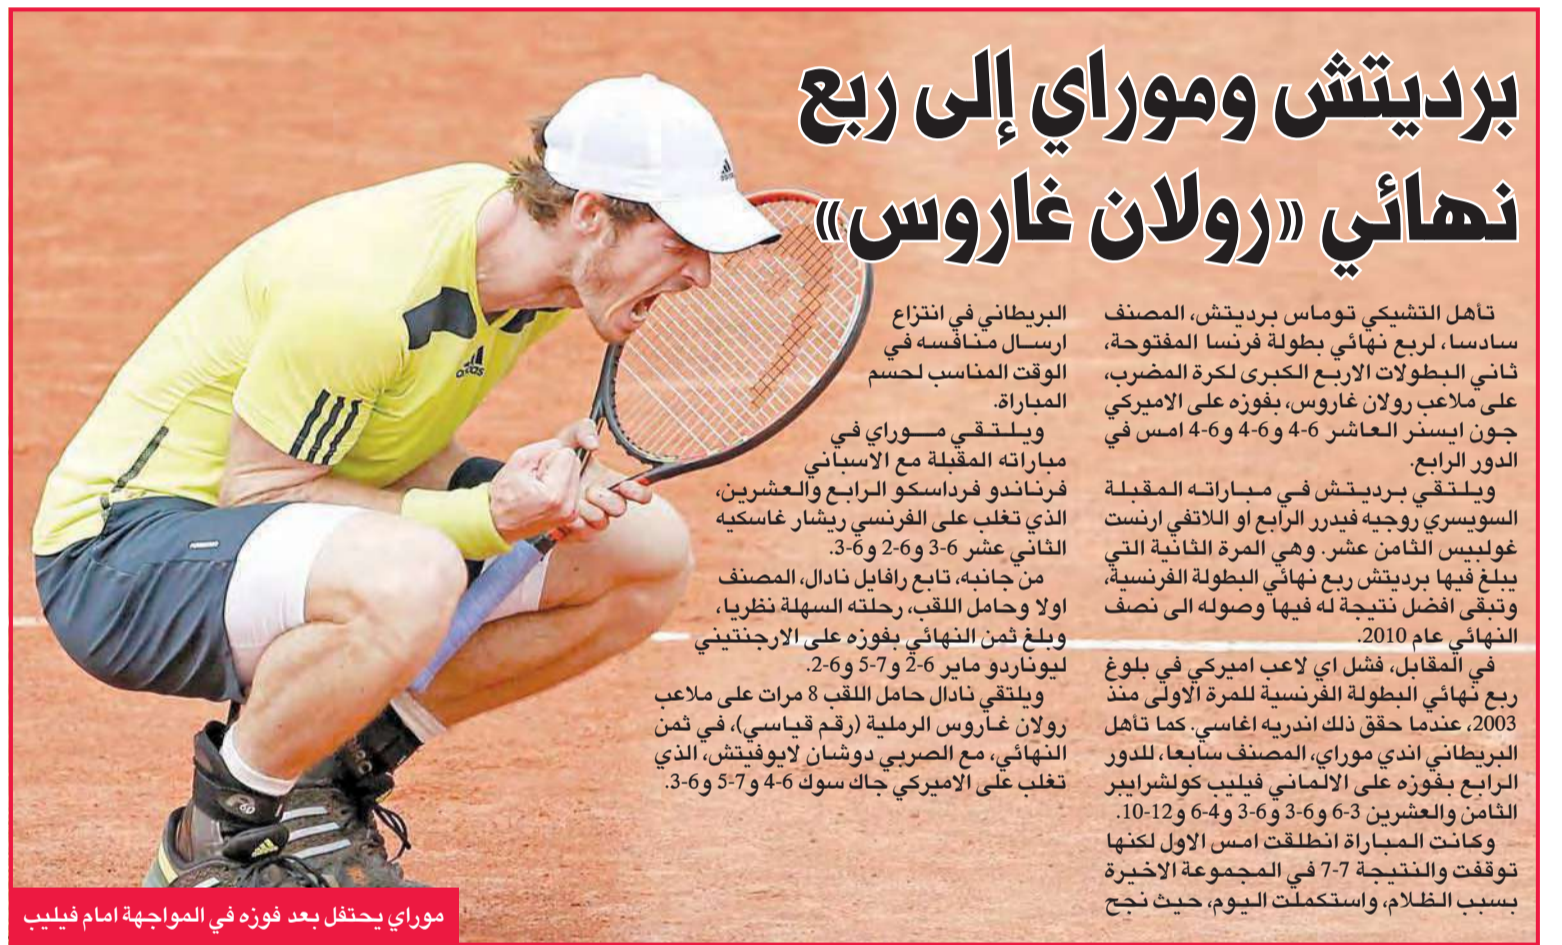 برديتش وموراي إلى ربع
نهائي «رولان غاروس»
تأهل التشيكي توماس برديتش، المصنف
سادسا، لربع نهائي بطولة فرنسا المفتوحة،
ثاني البطولات الاربع الكبرى لكرة المضرب،
على ملاعب رولان غاروس، بفوزه على الاميركي
جون ايسنر العاشر 6-4 و6-4 و6-4 امس في
الدور الرابع.
ويلتقي برديتش في مباراته المقبلة
السويسري روجيه فيدرر الرابع او اللاتفي ارنست
غولبيس الثامن عشر. وهي المرة الثانية التي
يبلغ فيها برديتش ربع نهائي البطولة الفرنسية،
وتبقى افضل نتيجة له فيها وصوله الى نصف
النهائي عام 2010.
في المقابل، فشل اي لاعب اميركي في بلوغ
ربع نهائي البطولة الفرنسية للمرة الاولى منذ
2003، عندما حقق ذلك اندريه اغاسي. كما تأهل
البريطاني اندي موراي، المصنف سابعا، للدور
الرابع بفوزه على الالماني فيليب كولشرايبر
الثامن والعشرين 3-6 و6-3 و6-3 و4-6 و12-10.
وكانت المباراة انطلقت امس الاول لكنها
توقفت والنتيجة 7-7 في المجموعة الاخيرة
بسبب الظلام، واستكملت اليوم، حيث نجح
البريطاني في انتزاع
ارسال منافسه في
الوقت المناسب لحسم
المباراة.
ويلتقي موراي في
مباراته المقبلة مع الاسباني
فرناندو فرداسكو الرابع والعشرين،
الذي تغلب على الفرنسي ريشار غاسكيه
الثاني عشر 6-3 و6-2 و6-3.
من جانبه، تابع رافايل نادال، المصنف
اولا وحامل اللقب، رحلته السهلة نظريا،
وبلغ ثمن النهائي بفوزه على الارجنتيني
ليوناردو ماير 6-2 و7-5 و6-2.
ويلتقي نادال حامل اللقب 8 مرات على ملاعب
رولان غاروس الرملية (رقم قياسي)، في ثمن
النهائي، مع الصربي دوشان لايوفيتش، الذي
تغلب على الاميركي جاك سوك 6-4 و7-5 و6-3.
adidas
موراي يحتفل بعد فوزه في المواجهة امام فيليب